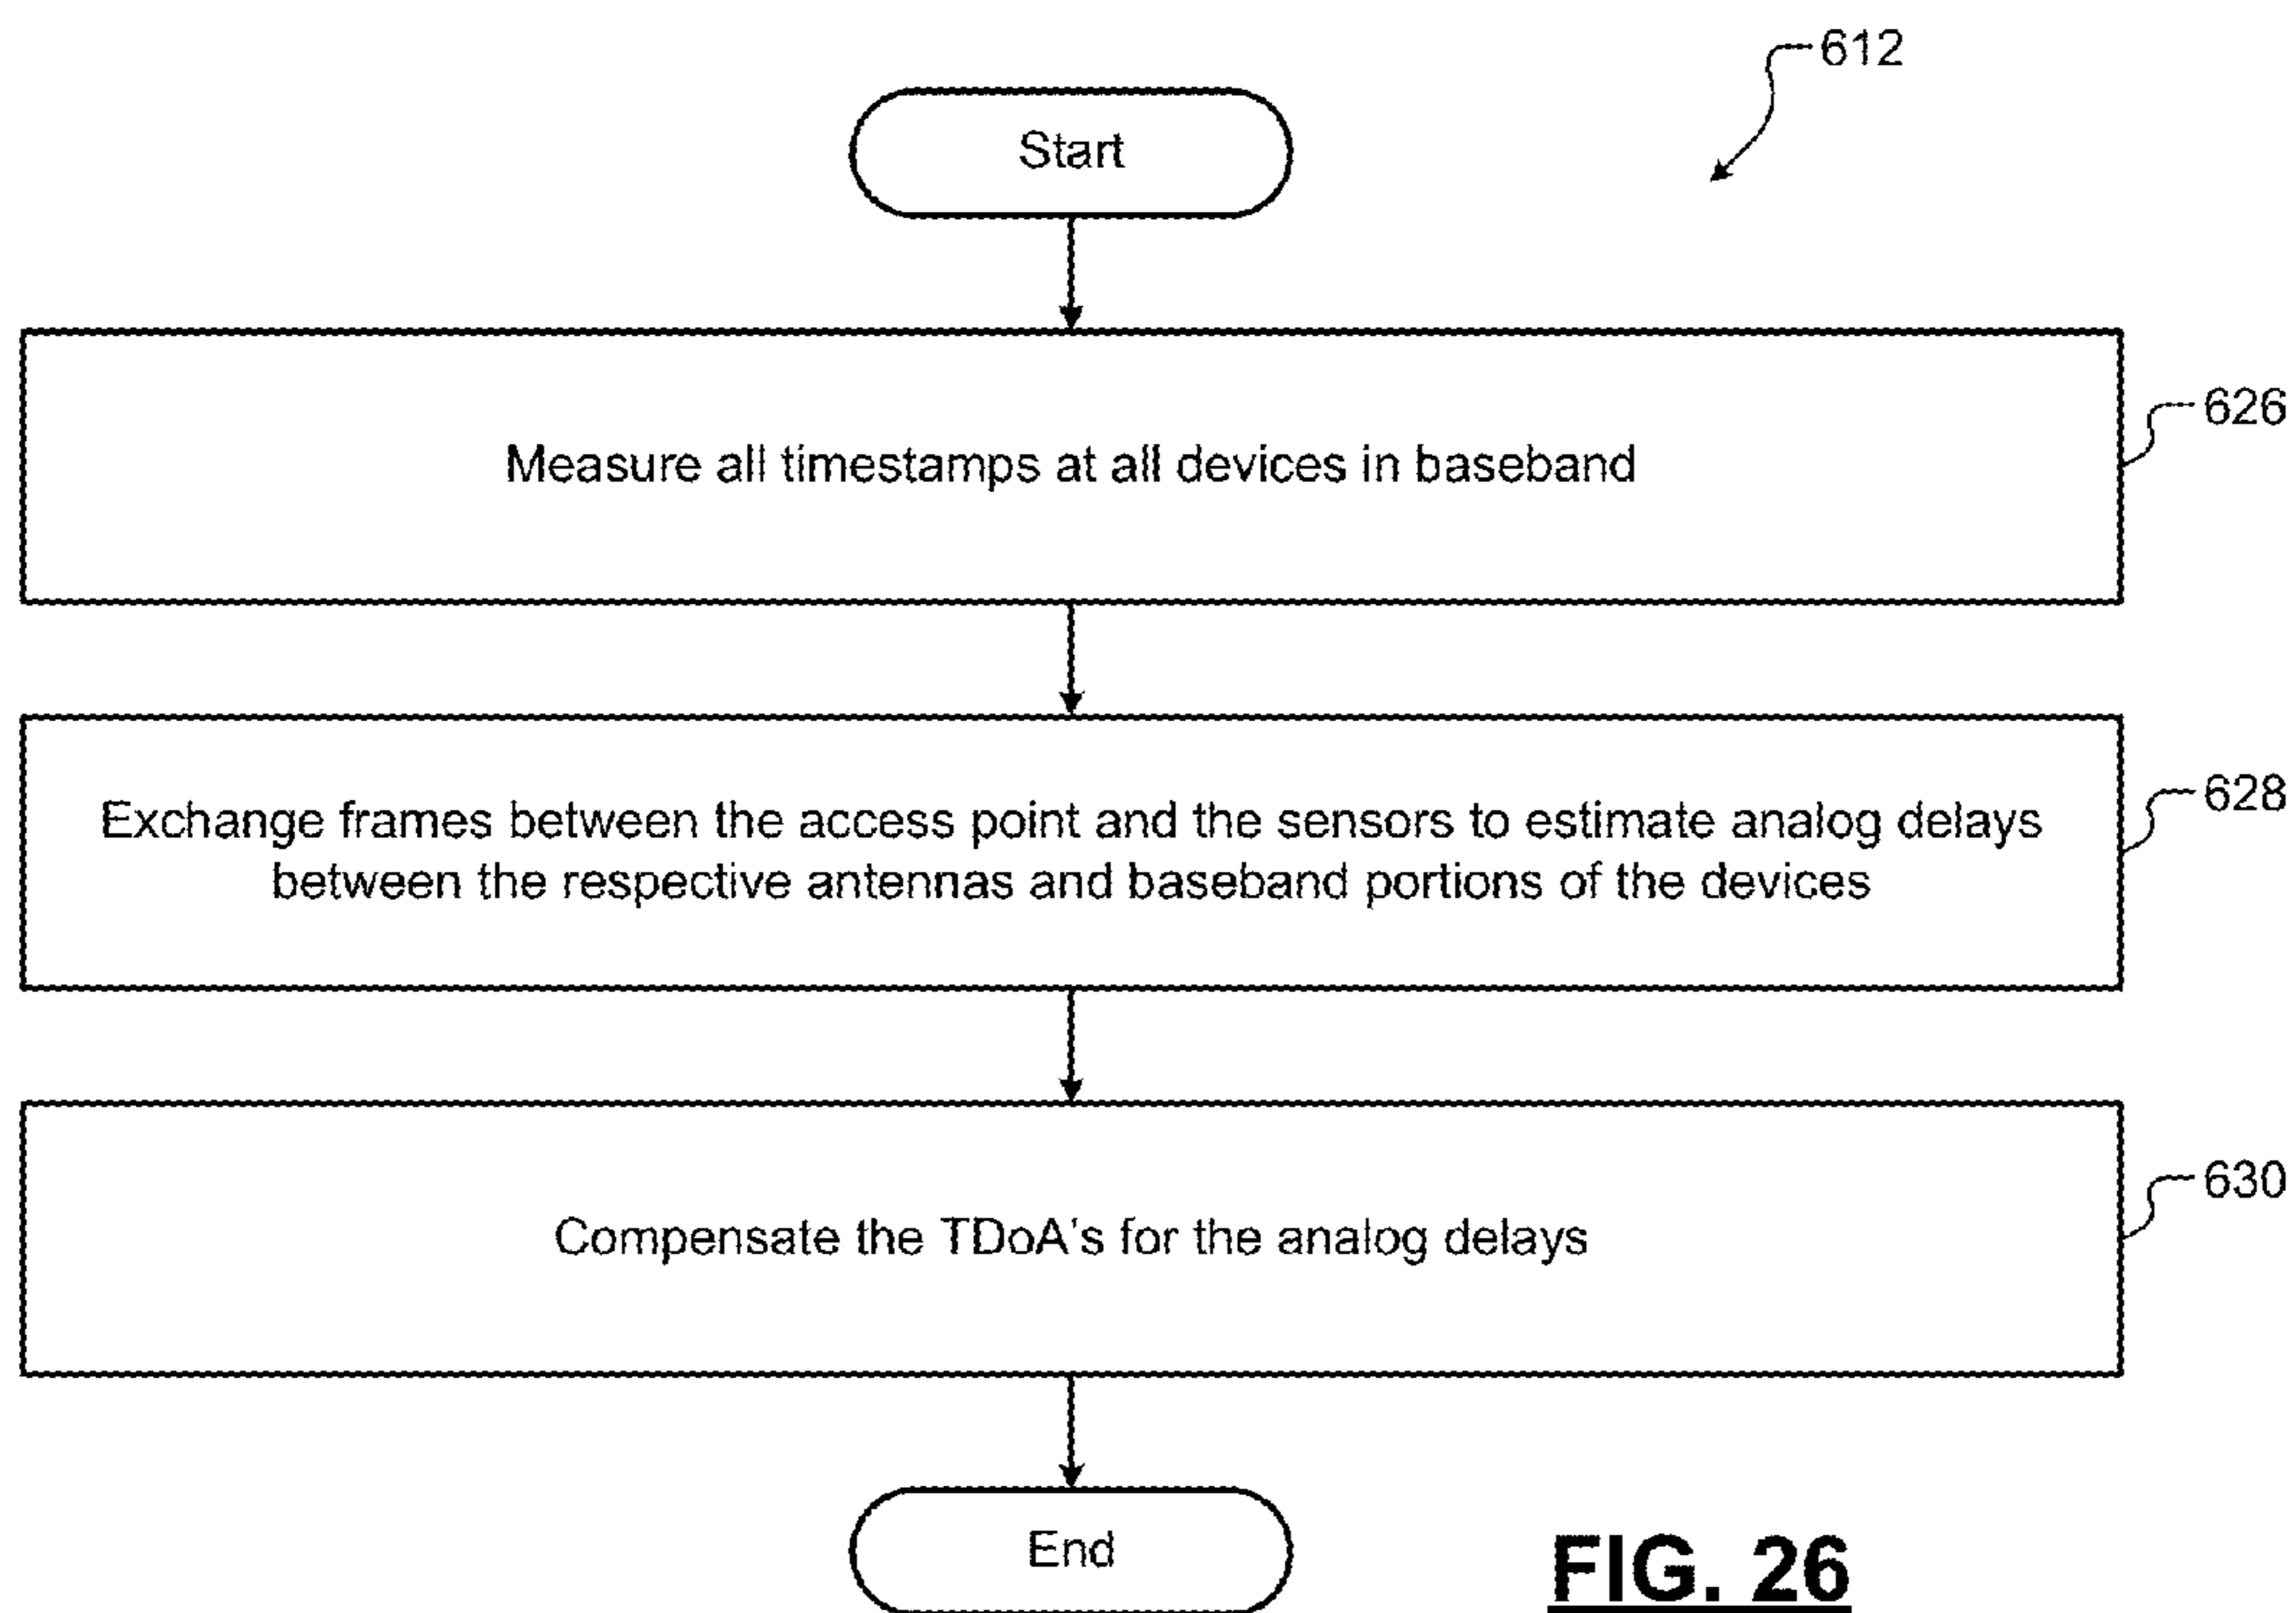 612
Start
Measure all timestamps at all devices in baseband
626
Exchange frames between the access point and the sensors to estimate analog delays
between the respective antennas and baseband portions of the devices
628
Compensate the TDoA's for the analog delays
630
End
FIG. 26